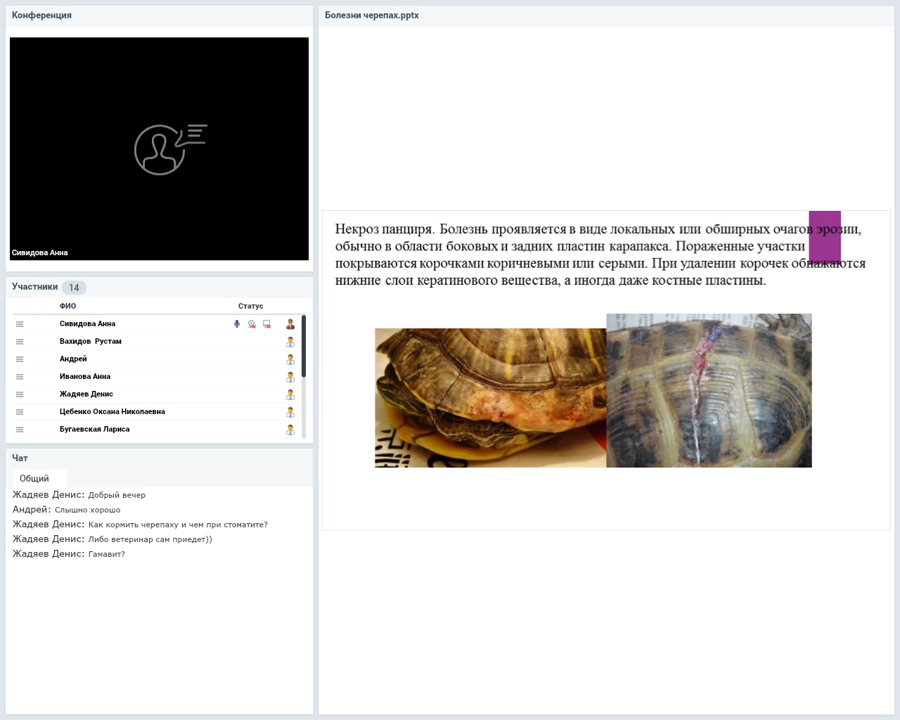 Конференция
Сивидова Анна
Участники 14
ФИО Статус
Сивидова Анна
Вахидов Рустам
Андрей
Иванова Анна
Жадяев Денис
Цебенко Оксана Николаевна
Бугаевская Лариса
Чат
Общий
Жадяев Денис: Добрый вечер
Андрей: Слышно хорошо
Жадяев Денис: Как кормить черепаху и чем при стоматите?
Жадяев Денис: Либо ветеринар сам приедет))
Жадяев Денис: Гамавит?
Болезни черепах.pptx
Некроз панциря. Болезнь проявляется в виде локальных или обширных очагов эрозии,
обычно в области боковых и задних пластин карапакса. Пораженные участки
покрываются корочками коричневыми или серыми. При удалении корочек обнажаются
нижние слои кератинового вещества, а иногда даже костные пластины.